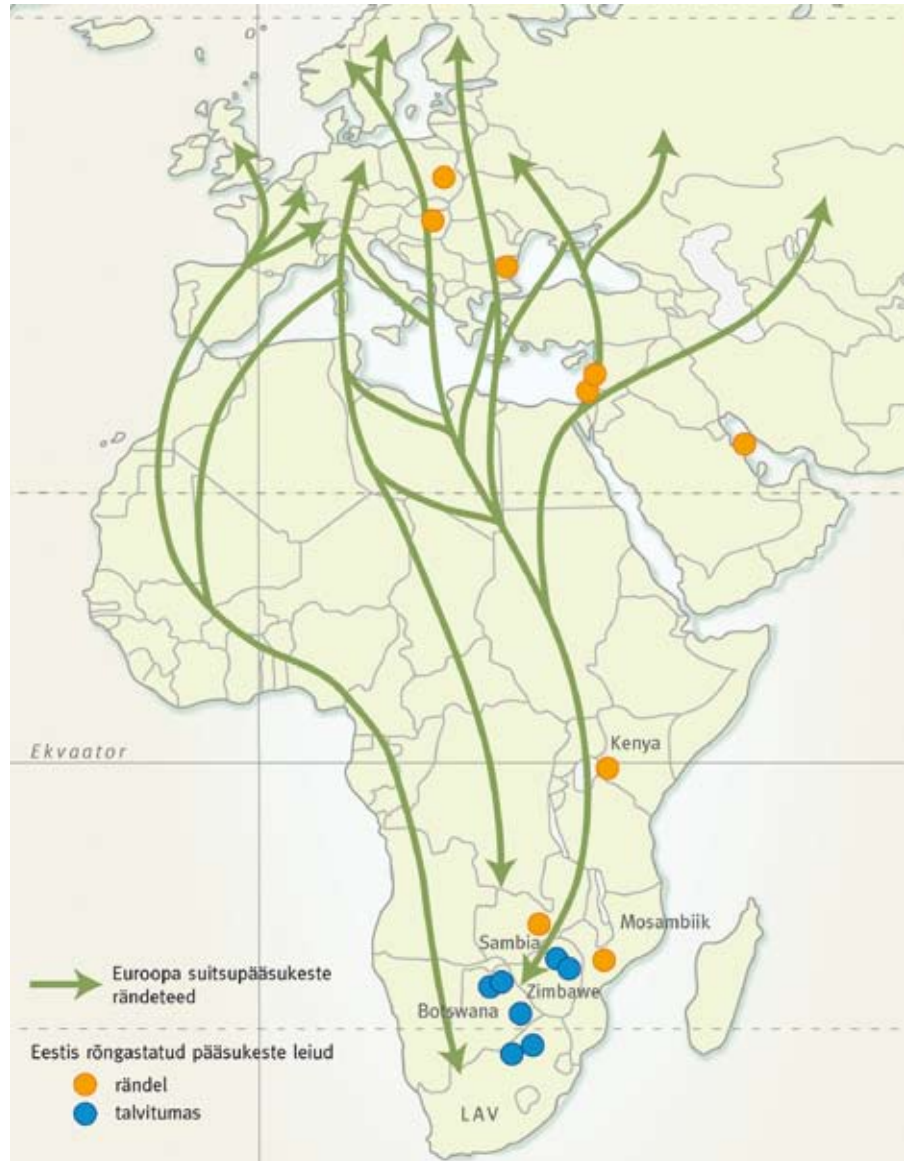 Kenya
Ekvaator
Mosambiik
Sambia
Zimbawe
Botswana
LAV
Euroopa suitsupääsukeste
rändeteed
Eestis rõngastatud pääsukeste leiud
rändel
talvitumas